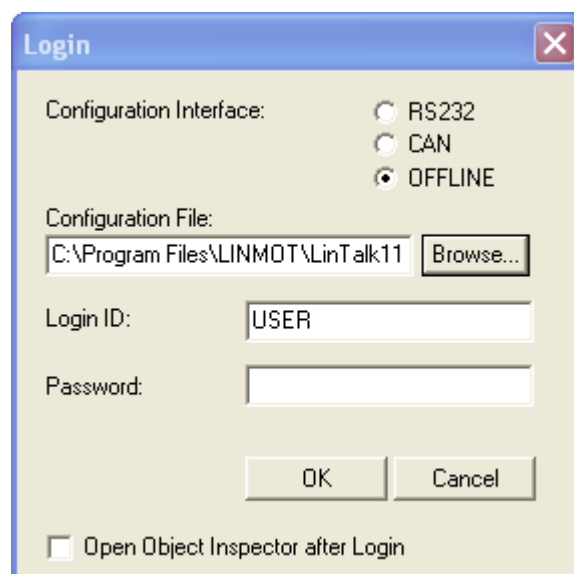 Login
Configuration Interface:
RS232
CAN
OFFLINE
Configuration File:
C:\Program Files\LINMOT\LinTalk11
Browse...
Login ID:
USER
Password:
OK
Cancel
Open Object Inspector after Login